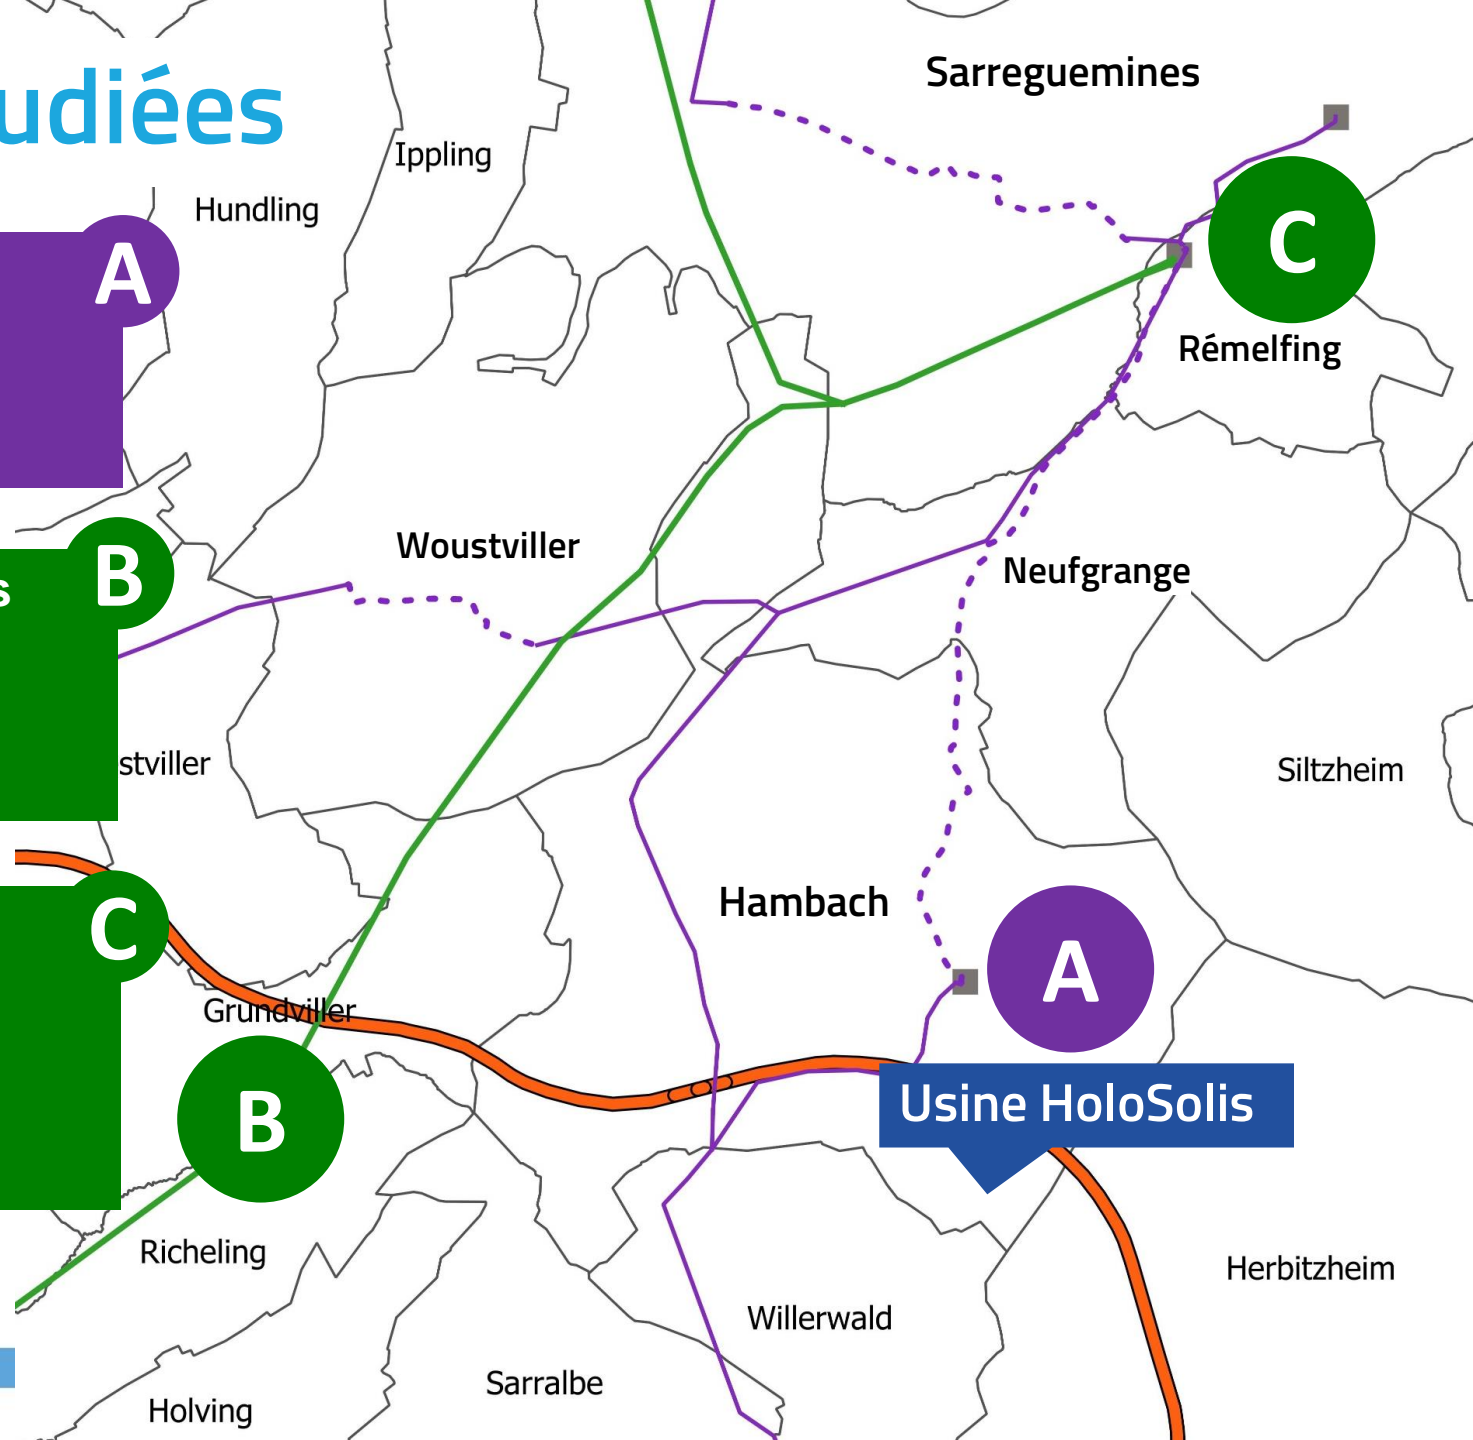 Sarreguemines
udiées
Ippling
Hundling
A
C
Rémelfing
Woustviller
Neufgrange
B
s
stviller
Siltzheim
Hambach
C
A
Grundviller
Usine HoloSolis
B
Richeling
Herbitzheim
Willerwald
Sarralbe
Holving